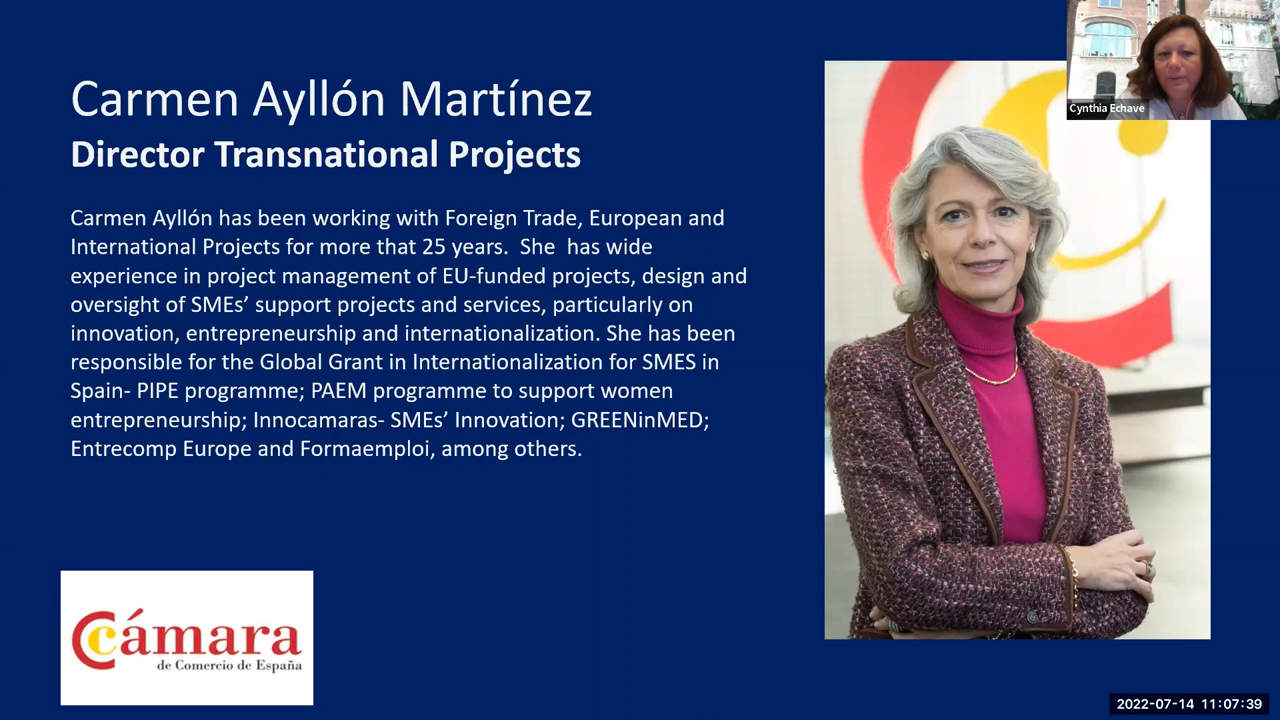 Carmen Ayllón Martínez
Director Transnational Projects
Carmen Ayllón has been working with Foreign Trade, European and
International Projects for more that 25 years. She has wide
experience in project management of EU-funded projects, design and
oversight of SMEs’ support projects and services, particularly on
innovation, entrepreneurship and internationalization. She has been
responsible for the Global Grant in Internationalization for SMES in
Spain- PIPE programme; PAEM programme to support women
entrepreneurship; Innocamaras- SMEs’ Innovation; GREENinMED;
Entrecomp Europe and Formaemploi, among others.
Cámara
de Comercio de España
Cynthia Echave
2022-07-14 11:07:39